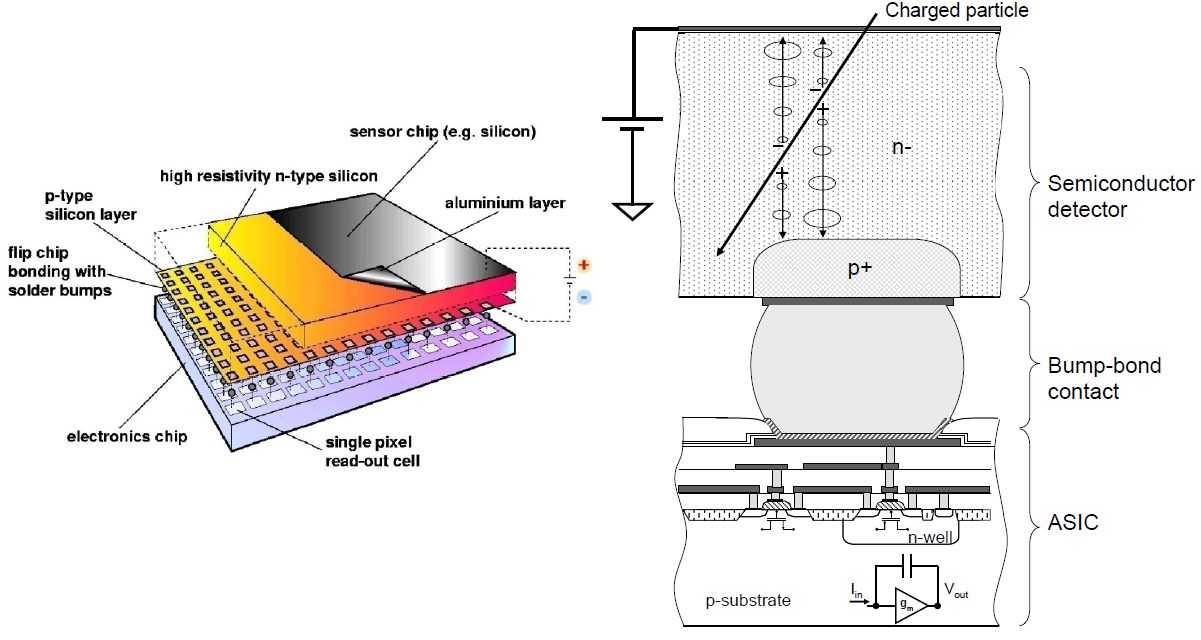 sensor chip (e.g. silicon)
high resistivity n-type silicon
p-type
silicon layer
aluminium layer
flip chip
bonding with
solder bumps
+
-
electronics chip
single pixel
read-out cell
Charged particle
n-
- 
+
-
+
p+
Semiconductor
detector
Bump-bond
contact
ASIC
n-well
p-substrate
Iin
gm
Vout